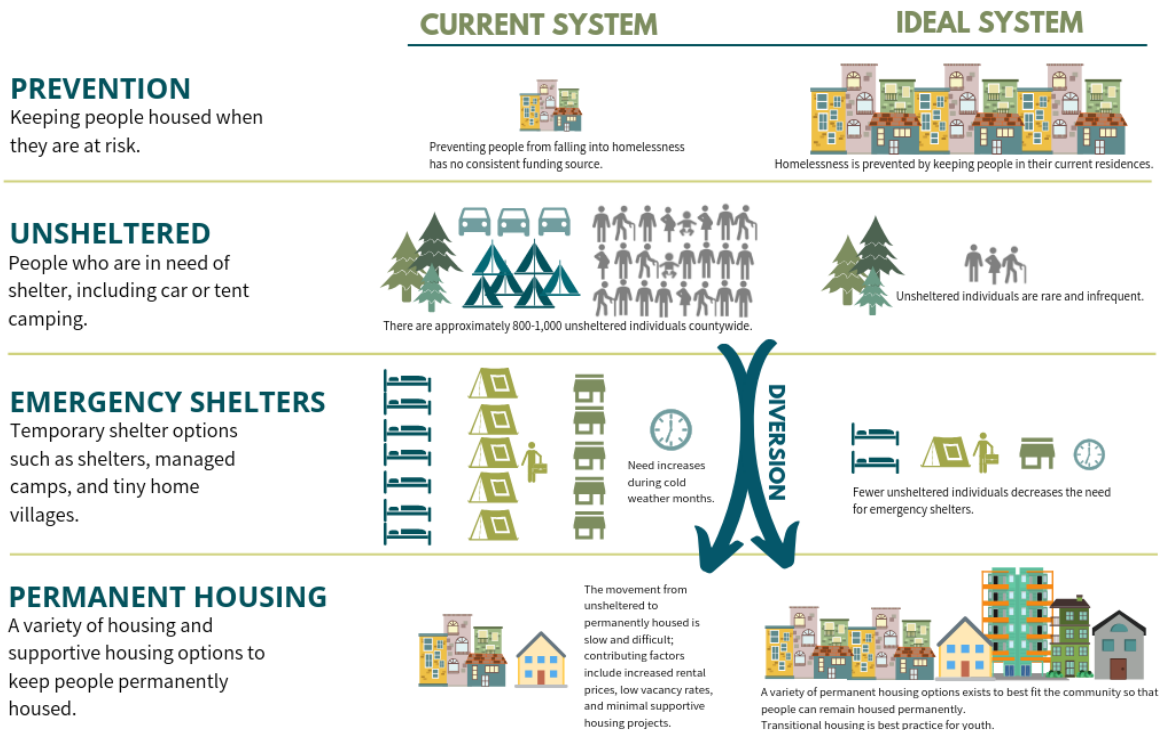 CURRENT SYSTEM
IDEAL SYSTEM
PREVENTION
Keeping people housed when
they are at risk.
Preventing people from falling into homelessness
has no consistent funding source.
Homelessness is prevented by keeping people in their current residences.
UNSHELTERED
People who are in need of
shelter, including car or tent
camping.
There are approximately 800-1,000 unsheltered individuals countywide.
Unsheltered individuals are rare and infrequent.
EMERGENCY SHELTERS
Temporary shelter options
such as shelters, managed
camps, and tiny home
villages.
Need increases
during cold
weather months.
DIVERSION
Fewer unsheltered individuals decreases the need
for emergency shelters.
PERMANENT HOUSING
A variety of housing and
supportive housing options to
keep people permanently
housed.
The movement from
unsheltered to
permanently housed is
slow and difficult;
contributing factors
include increased rental
prices, low vacancy rates,
and minimal supportive
housing projects.
A variety of permanent housing options exists to best fit the community so that
people can remain housed permanently.
Transitional housing is best practice for youth.